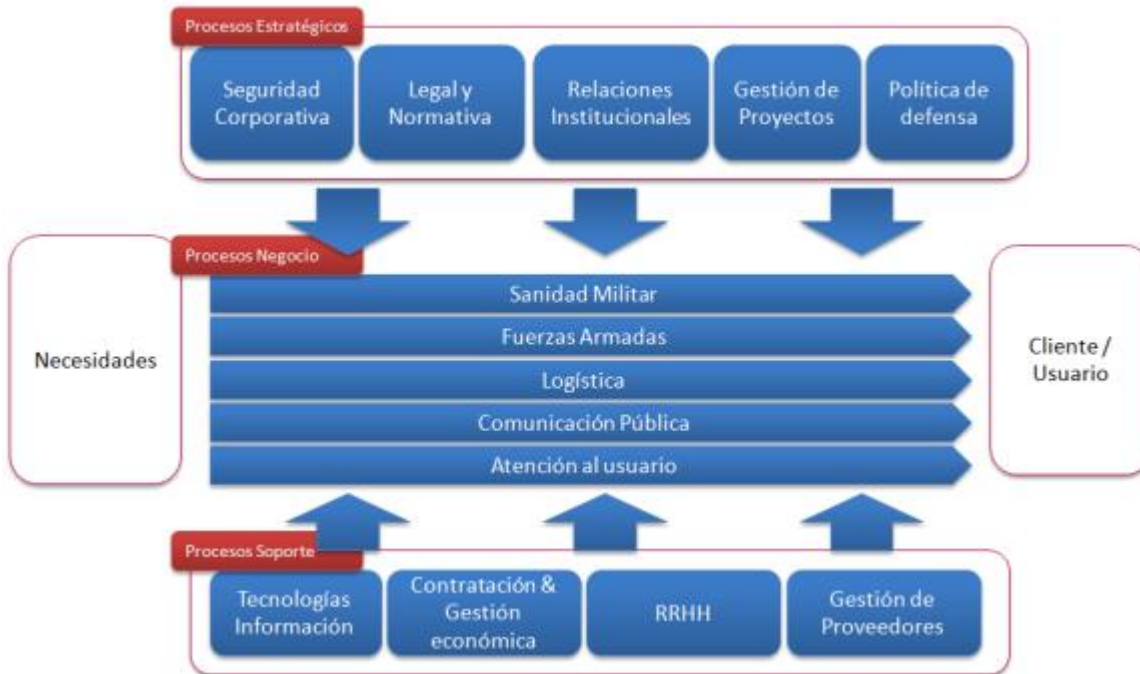 Procesos Estratégicos
Seguridad
Corporativa
Legal y
Normativa
Relaciones
Institucionales
Gestión de
Proyectos
Política de
defensa
Procesos Negocio
Necesidades
Sanidad Militar
Fuerzas Armadas
Logística
Comunicación Pública
Atención al usuario
Cliente /
Usuario
Procesos Soporte
Tecnologías
Información
Contratación &
Gestión
económica
RRHH
Gestión de
Proveedores